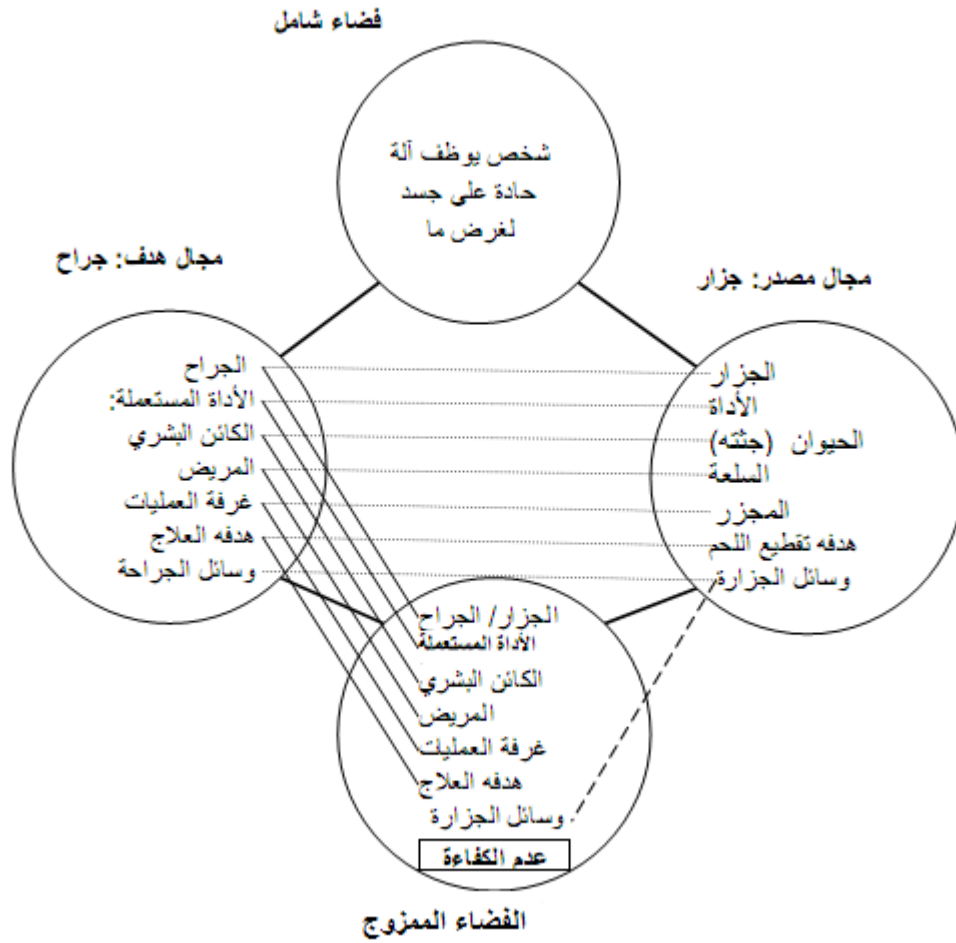 فضاء شامل
شخص يوظف آلة
حادة على جسد
لغرض ما
مجال مصدر: جزار
الجزار
الأداة
الحيوان (جثته)
السلعة
المجزر
هدفه تقطيع اللحم
وسائل الجزارة
مجال هدف: جراح
الجراح
الأداة المستعملة:
الكائن البشري
المريض
غرفة العمليات
هدفه العلاج
وسائل الجراحة
الجزار/ الجراح
الأداة المستعملة
الكائن البشري
المريض
غرفة العمليات
هدفه العلاج
وسائل الجزارة
عدم الكفاءة
الفضاء الممزوج